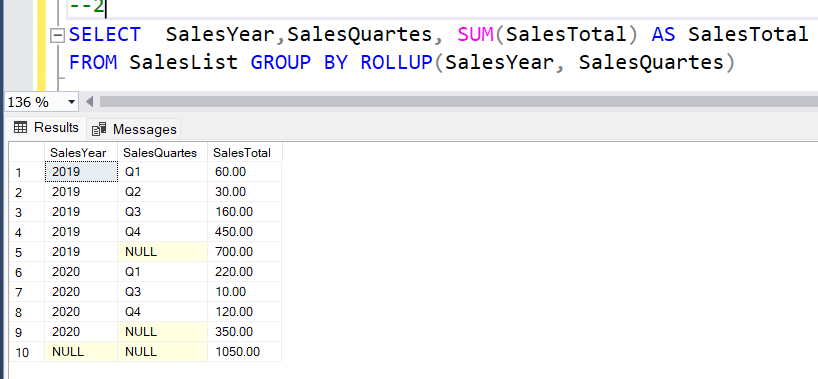 --2
SELECT  SalesYear,SalesQuartes, SUM(SalesTotal) AS SalesTotal
FROM SalesList GROUP BY ROLLUP(SalesYear, SalesQuartes)
136 %
Results Messages
SalesYear SalesQuartes SalesTotal
1 2019 Q1 60.00
2 2019 Q2 30.00
3 2019 Q3 160.00
4 2019 Q4 450.00
5 2019 NULL 700.00
6 2020 Q1 220.00
7 2020 Q3 10.00
8 2020 Q4 120.00
9 2020 NULL 350.00
10 NULL NULL 1050.00